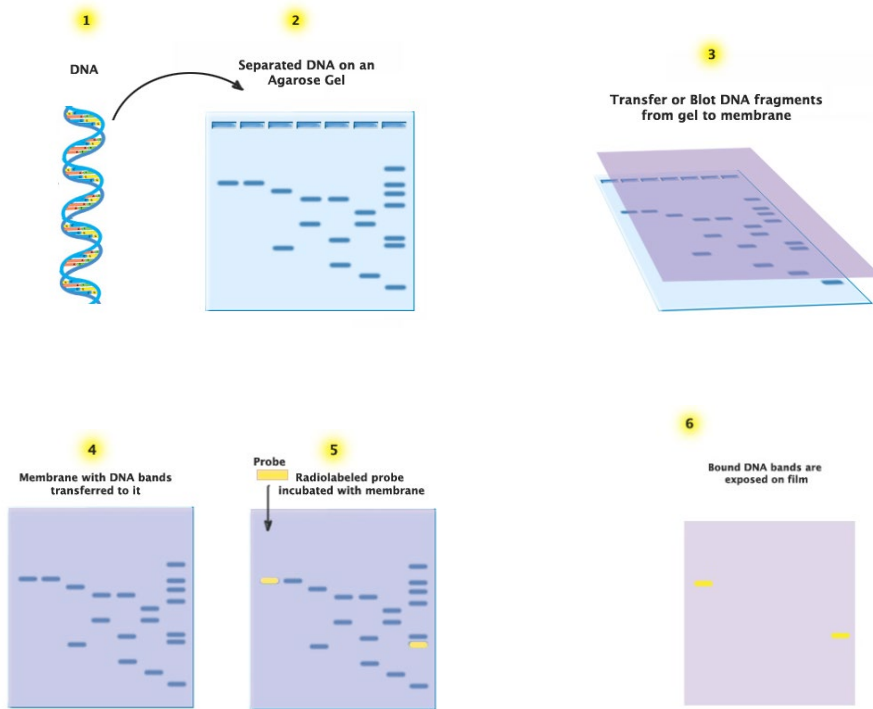 1
DNA
2
Separated DNA on an
Agarose Gel
3
Transfer or Blot DNA fragments
from gel to membrane
4
Membrane with DNA bands
transferred to it
5
Probe
Radiolabeled probe
incubated with membrane
6
Bound DNA bands are
exposed on film